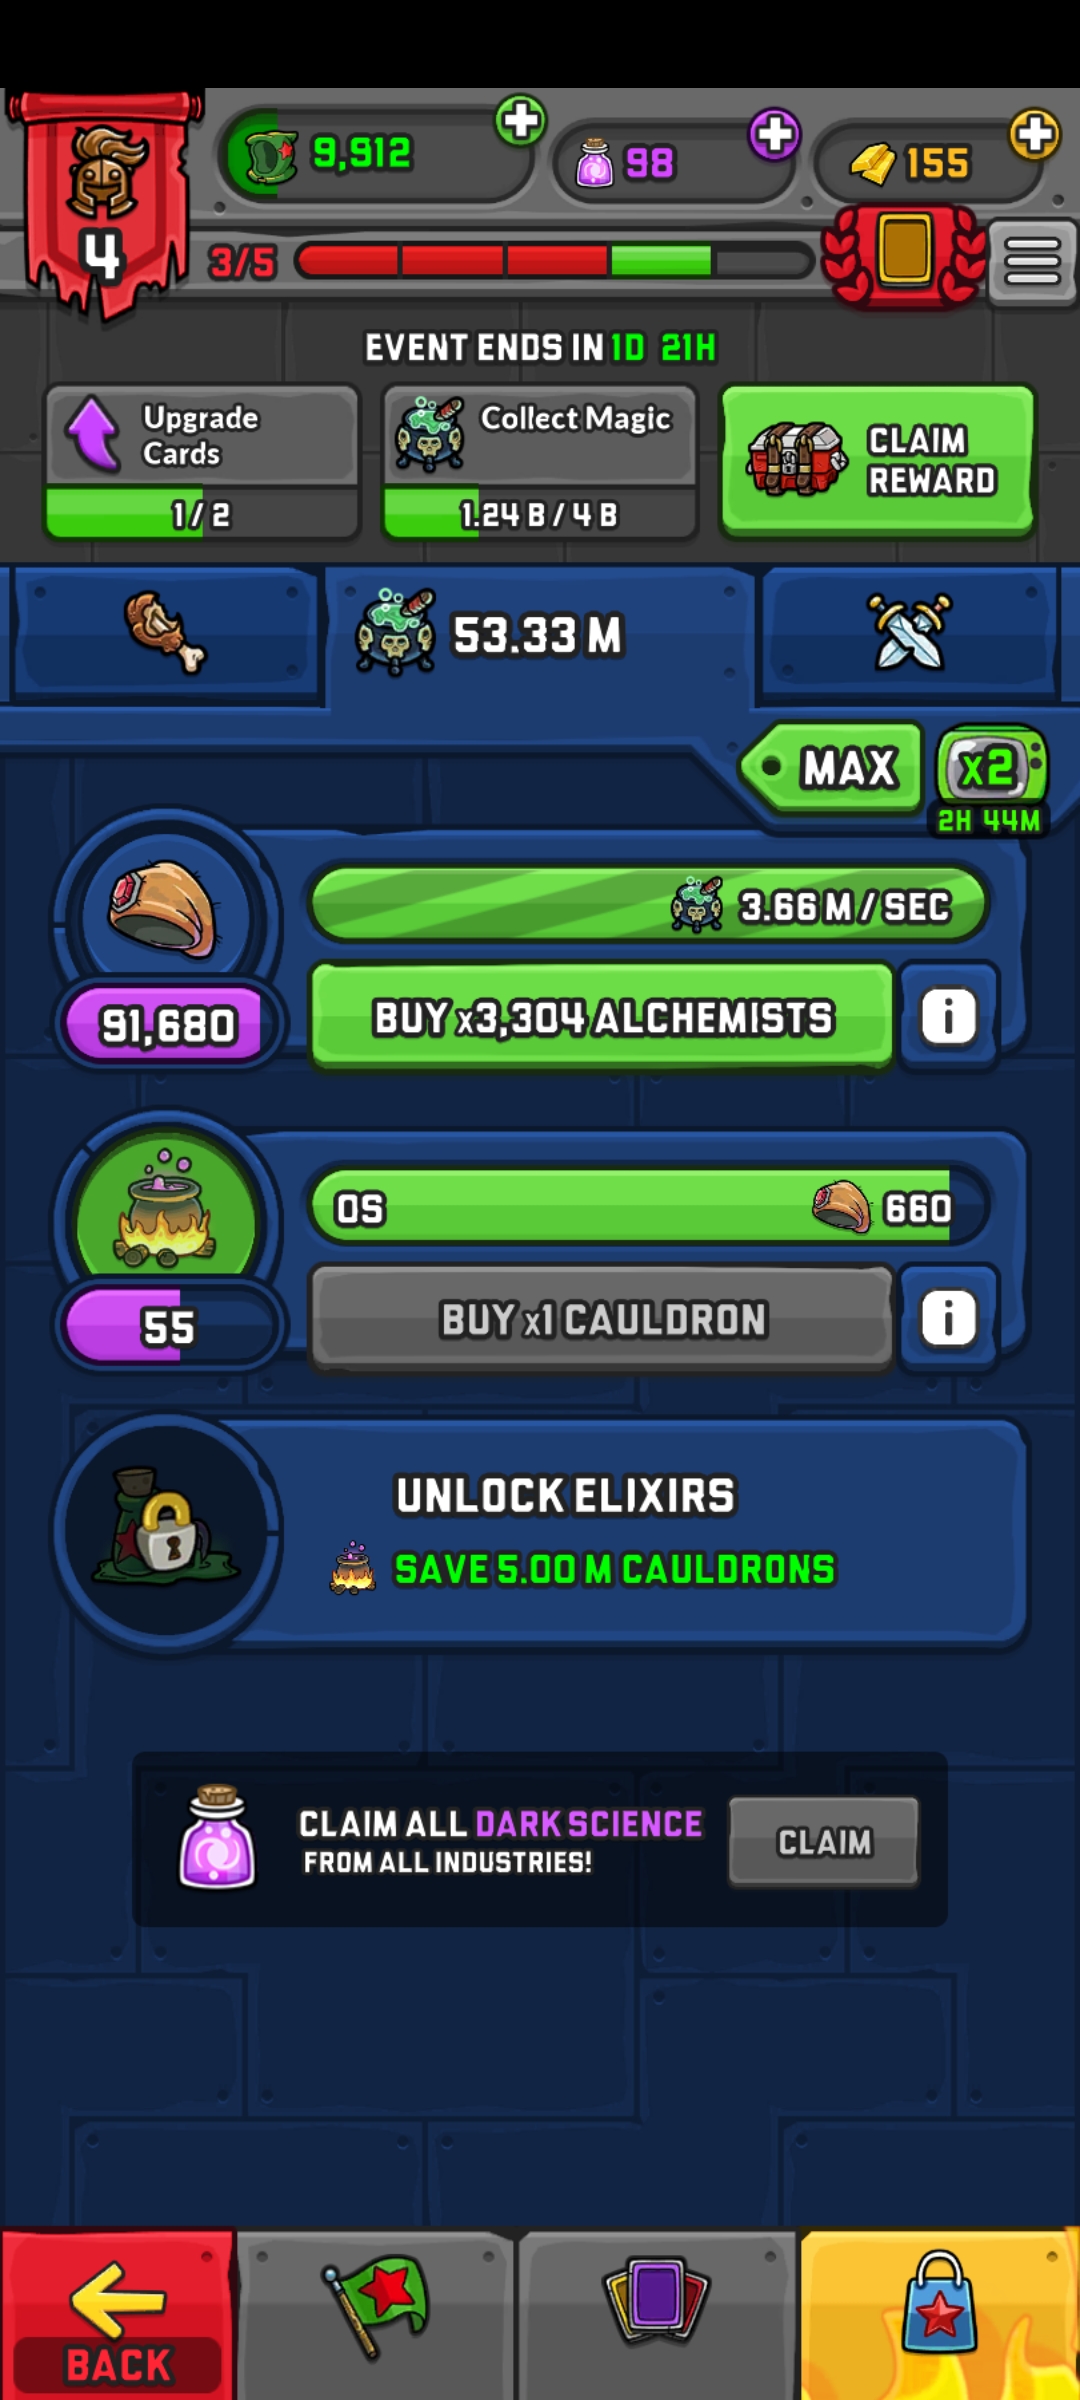 9,912
98
155
4
3/5
EVENT ENDS IN 1D 21H
Upgrade
Cards
1 / 2
Collect Magic
1.24 B / 4 B
CLAIM
REWARD
53.33 M
MAX
x2
2H 44M
3.66 M / SEC
91,680
BUY x3,304 ALCHEMISTS
i
0S
660
55
BUY x1 CAULDRON
i
UNLOCK ELIXIRS
SAVE 5.00 M CAULDRONS
CLAIM ALL DARK SCIENCE
FROM ALL INDUSTRIES!
CLAIM
BACK